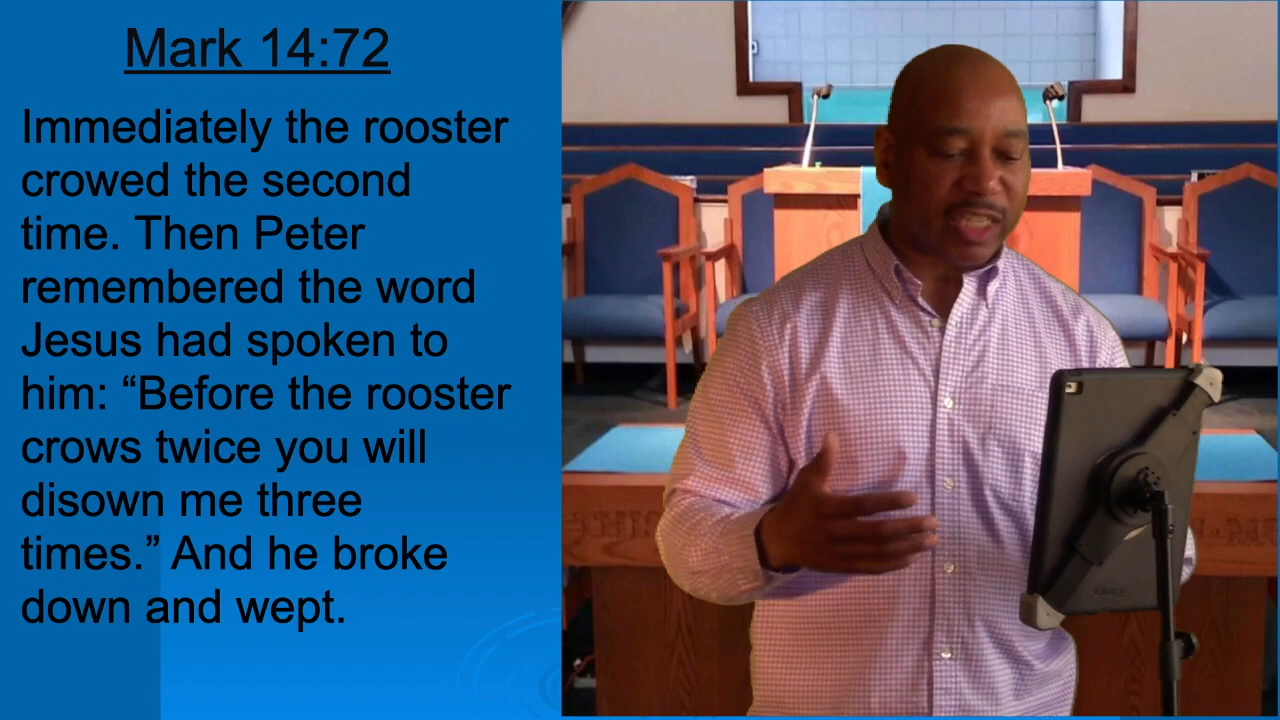 Mark 14:72
Immediately the rooster
crowed the second
time. Then Peter
remembered the word
Jesus had spoken to
him: “Before the rooster
crows twice you will
disown me three
times.” And he broke
down and wept.